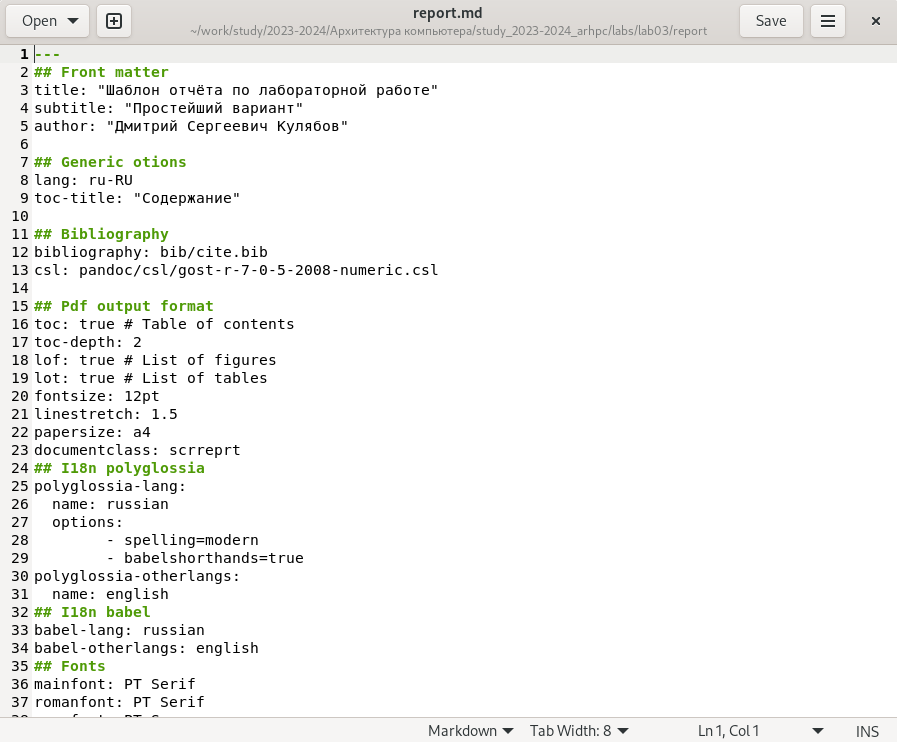 Open
report.md
~/work/study/2023-2024/Архитектура компьютера/study_2023-2024_arhpc/labs/lab03/report
Save
1 ---
2 ## Front matter
3 title: "Шаблон отчёта по лабораторной работе"
4 subtitle: "Простейший вариант"
5 author: "Дмитрий Сергеевич Кулябов"
6
7 ## Generic otions
8 lang: ru-RU
9 toc-title: "Содержание"
10
11 ## Bibliography
12 bibliography: bib/cite.bib
13 csl: pandoc/csl/gost-r-7-0-5-2008-numeric.csl
14
15 ## Pdf output format
16 toc: true # Table of contents
17 toc-depth: 2
18 lof: true # List of figures
19 lot: true # List of tables
20 fontsize: 12pt
21 linestretch: 1.5
22 papersize: a4
23 documentclass: scrreprt
24 ## I18n polyglossia
25 polyglossia-lang:
26   name: russian
27   options:
28         - spelling=modern
29         - babelshorthands=true
30 polyglossia-otherlangs:
31   name: english
32 ## I18n babel
33 babel-lang: russian
34 babel-otherlangs: english
35 ## Fonts
36 mainfont: PT Serif
37 romanfont: PT Serif
Markdown Tab Width: 8 Ln 1, Col 1 INS